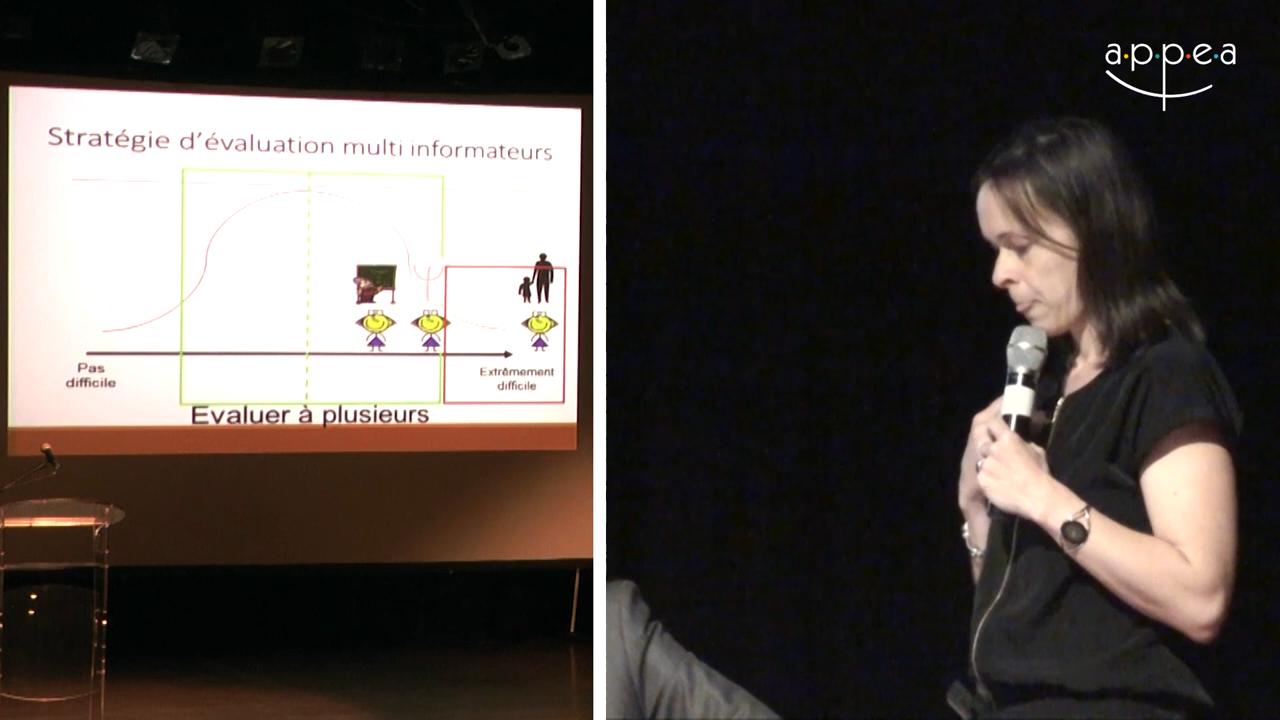 Stratégie d'évaluation multi informateurs
Pas
difficile
Extrêmement
difficile
Evaluer à plusieurs
a·p·p·e·a